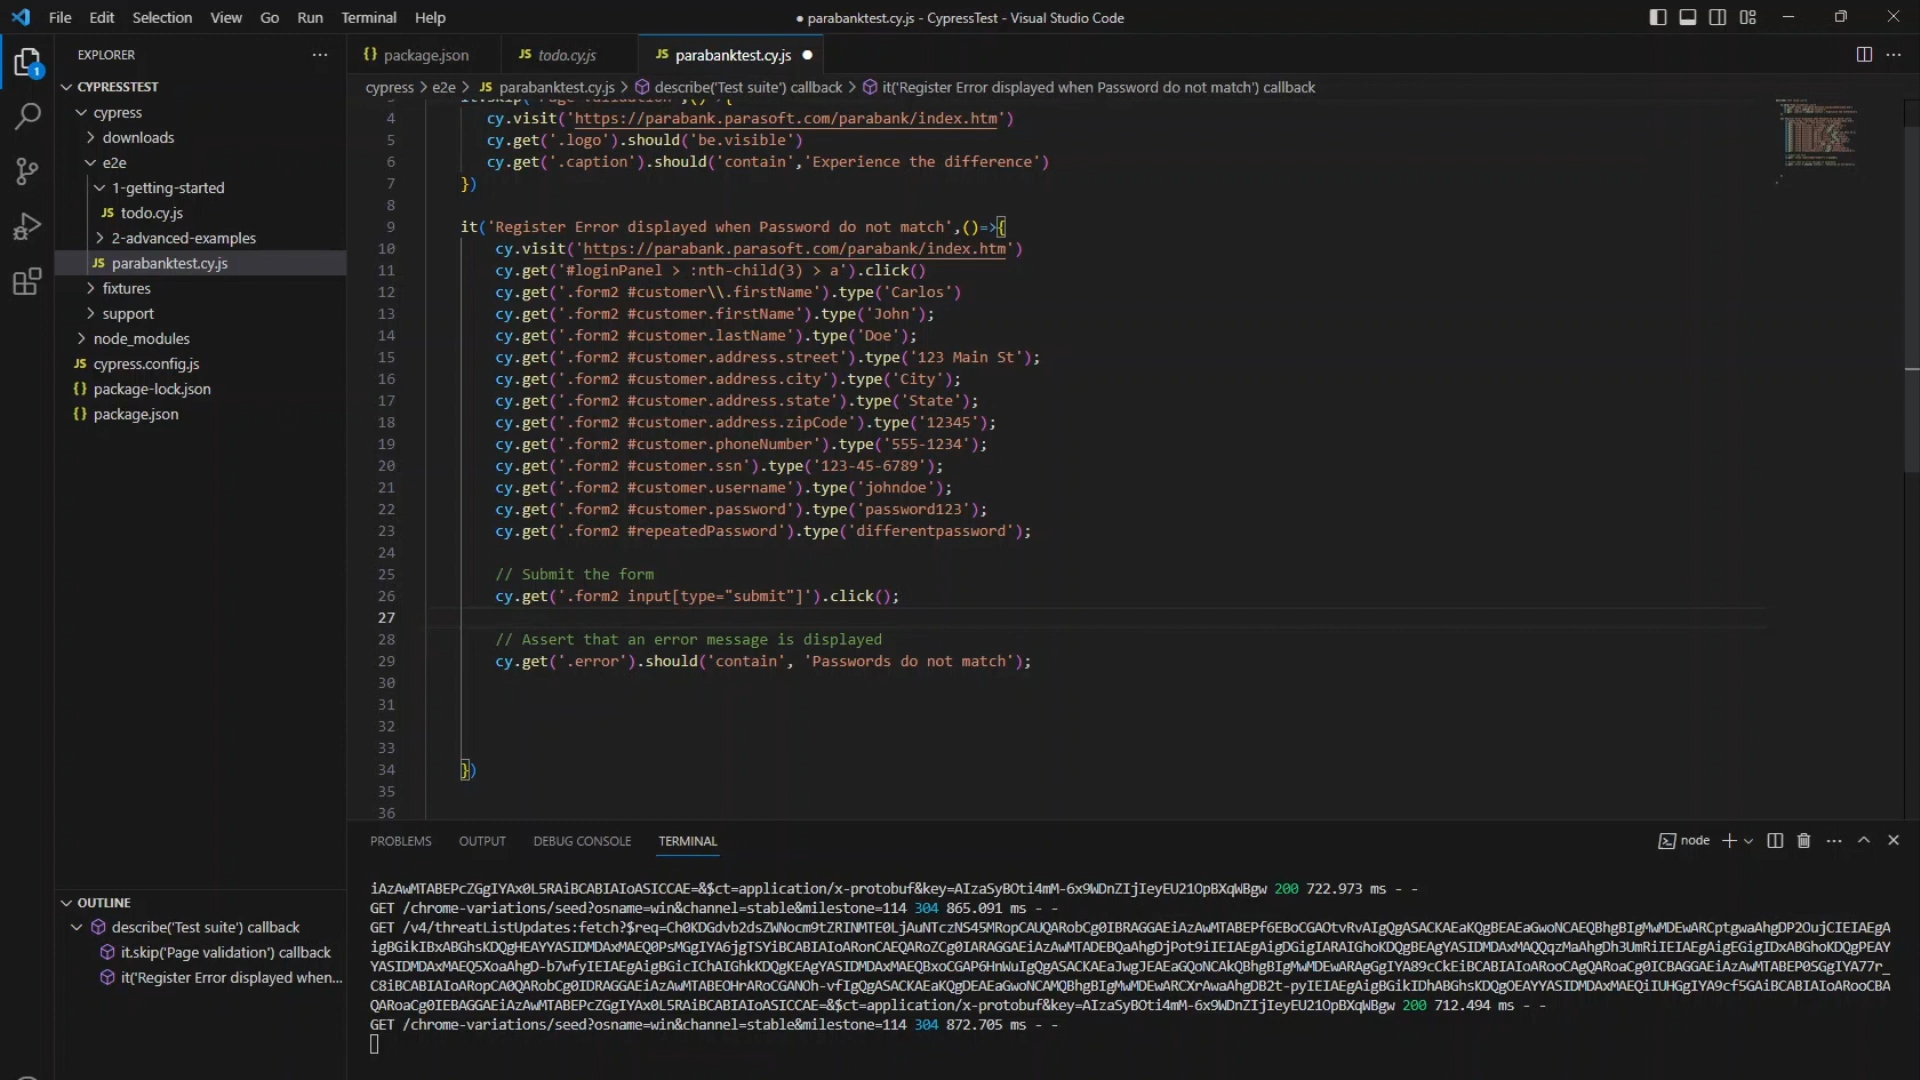 File Edit Selection View Go Run Terminal Help
● parabanktest.cy.js - CypressTest - Visual Studio Code
EXPLORER
CYPRESSTEST
cypress
downloads
e2e
1-getting-started
JS todo.cy.js
2-advanced-examples
JS parabanktest.cy.js
fixtures
support
node_modules
JS cypress.config.js
{} package-lock.json
{} package.json
OUTLINE
describe('Test suite') callback
it.skip('Page validation') callback
it('Register Error displayed when...
{} package.json
JS todo.cy.js
JS parabanktest.cy.js ●
cypress > e2e > JS parabanktest.cy.js > describe('Test suite') callback > it('Register Error displayed when Password do not match') callback
4 cy.visit('https://parabank.parasoft.com/parabank/index.htm')
5 cy.get('.logo').should('be.visible')
6 cy.get('.caption').should('contain','Experience the difference')
7 })
8
9 it('Register Error displayed when Password do not match',()=>{
10 cy.visit('https://parabank.parasoft.com/parabank/index.htm')
11 cy.get('#loginPanel > :nth-child(3) > a').click()
12 cy.get('.form2 #customer\\.firstName').type('Carlos')
13 cy.get('.form2 #customer.firstName').type('John');
14 cy.get('.form2 #customer.lastName').type('Doe');
15 cy.get('.form2 #customer.address.street').type('123 Main St');
16 cy.get('.form2 #customer.address.city').type('City');
17 cy.get('.form2 #customer.address.state').type('State');
18 cy.get('.form2 #customer.address.zipCode').type('12345');
19 cy.get('.form2 #customer.phoneNumber').type('555-1234');
20 cy.get('.form2 #customer.ssn').type('123-45-6789');
21 cy.get('.form2 #customer.username').type('johndoe');
22 cy.get('.form2 #customer.password').type('password123');
23 cy.get('.form2 #repeatedPassword').type('differentpassword');
24
25 // Submit the form
26 cy.get('.form2 input[type="submit"]').click();
27
28 // Assert that an error message is displayed
29 cy.get('.error').should('contain', 'Passwords do not match');
30
31
32
33
34 })
35
36
PROBLEMS OUTPUT DEBUG CONSOLE TERMINAL
node
200 722.973 ms - -
GET /chrome-variations/seed?osname=win&channel=stable&milestone=114 304 865.091 ms - -
200 712.494 ms - -
GET /chrome-variations/seed?osname=win&channel=stable&milestone=114 304 872.705 ms - -